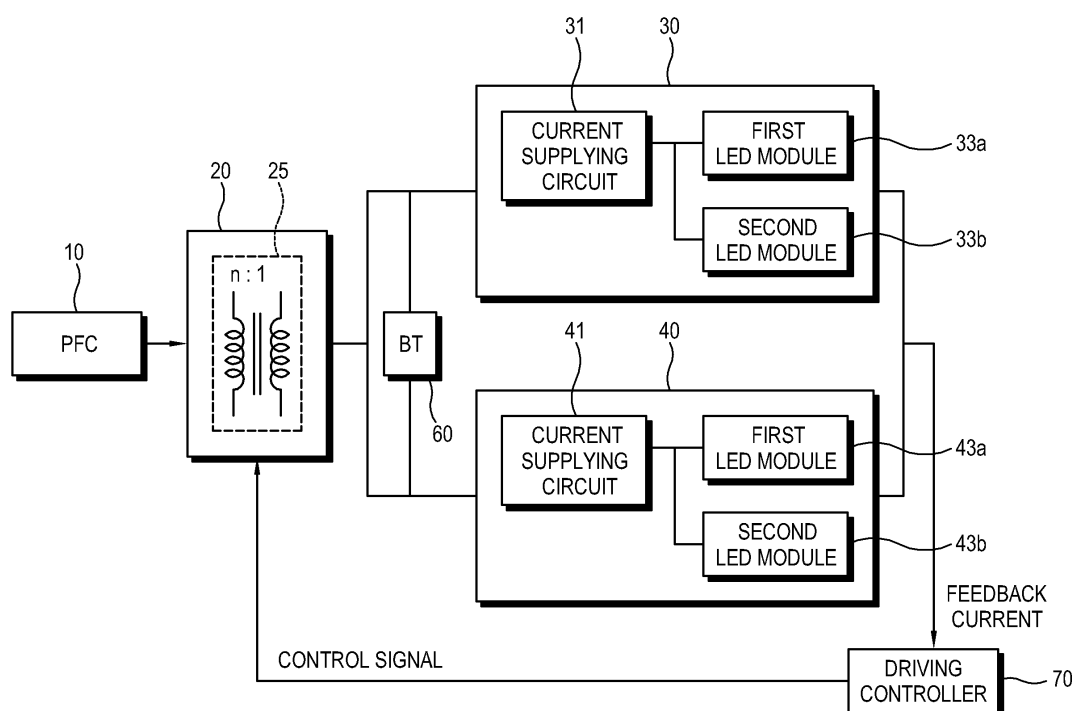 31
30
CURRENT
SUPPLYING
CIRCUIT
FIRST
LED MODULE
33a
SECOND
LED MODULE
33b
20
25
n : 1
10
PFC
BT
60
41
40
CURRENT
SUPPLYING
CIRCUIT
FIRST
LED MODULE
43a
SECOND
LED MODULE
43b
FEEDBACK
CURRENT
CONTROL SIGNAL
DRIVING
CONTROLLER
70